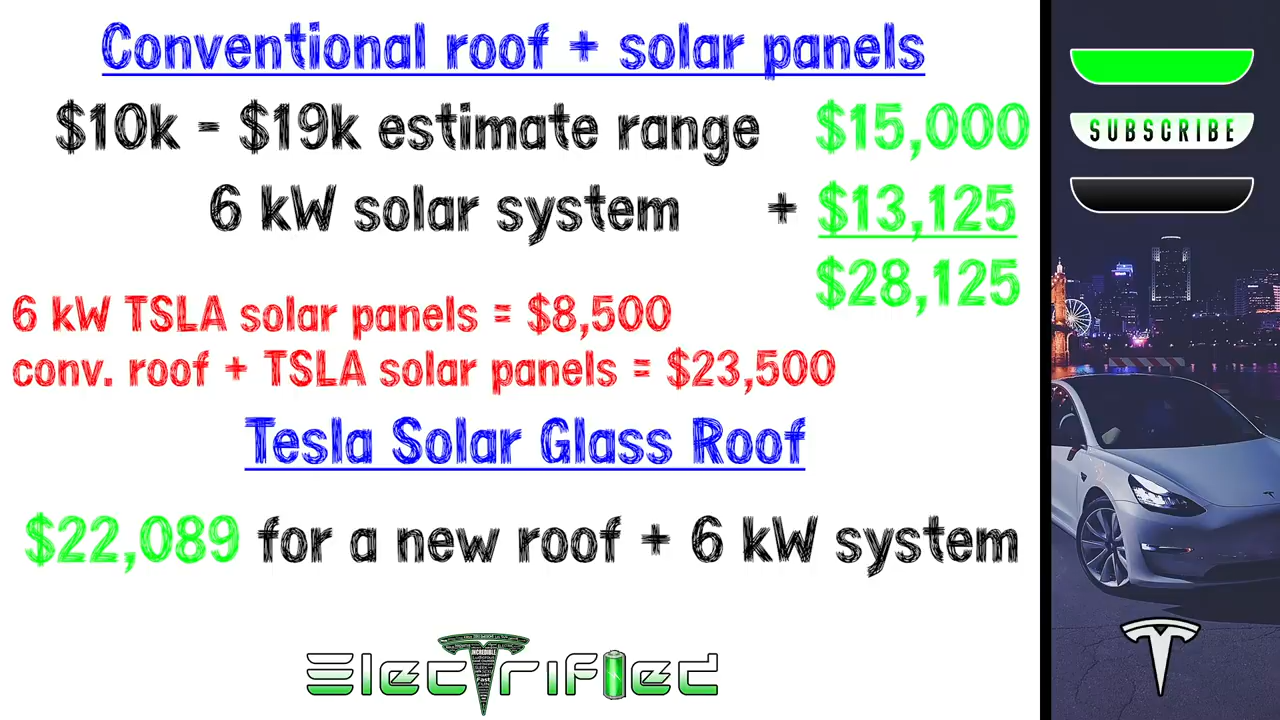 Conventional roof + solar panels
$10k - $19k estimate range $15,000
6 kW solar system + $13,125
$28,125
6 kW TSLA solar panels = $8,500
conv. roof + TSLA solar panels = $23,500
Tesla Solar Glass Roof
$22,089 for a new roof + 6 kW system
Electrified
SUBSCRIBE